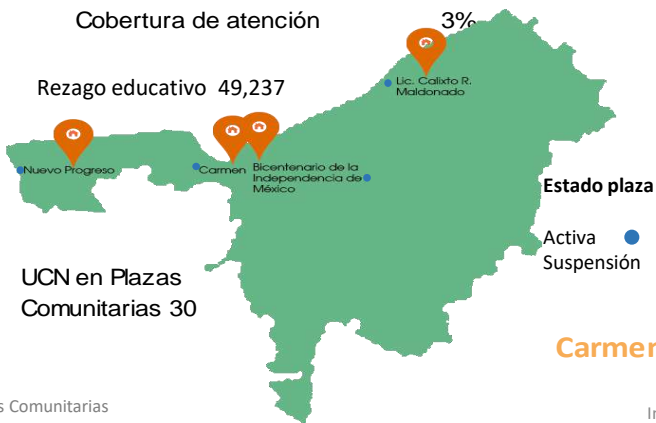 Cobertura de atención 3%
Rezago educativo 49,237
Lic. Calixto R.
Maldonado
Nuevo Progreso
Carmen
Bicentenario de la
Independencia de
México
Estado plaza
Activa
Suspensión
UCN en Plazas
Comunitarias 30
Carmen
s Comunitarias
In